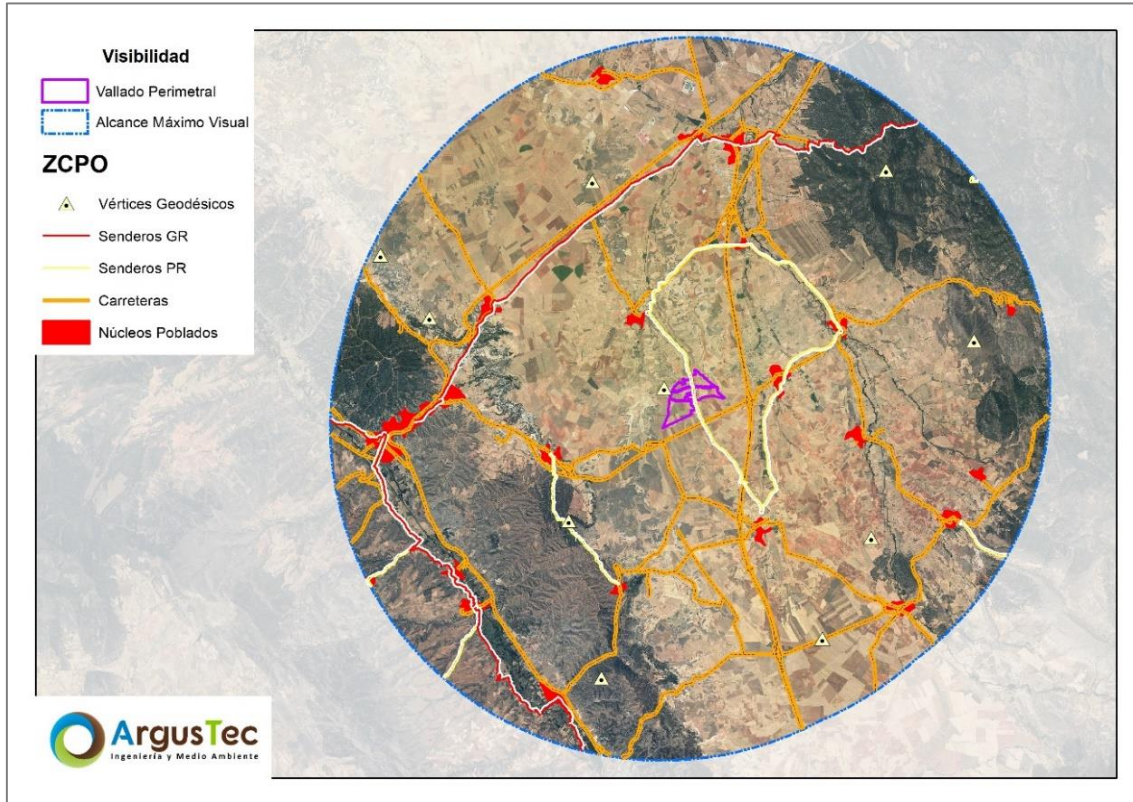 Visibilidad
Vallado Perimetral
Alcance Máximo Visual
ZCPO
Vértices Geodésicos
Senderos GR
Senderos PR
Carreteras
Núcleos Poblados
ArgusTec
Ingeniería y Medio Ambiente